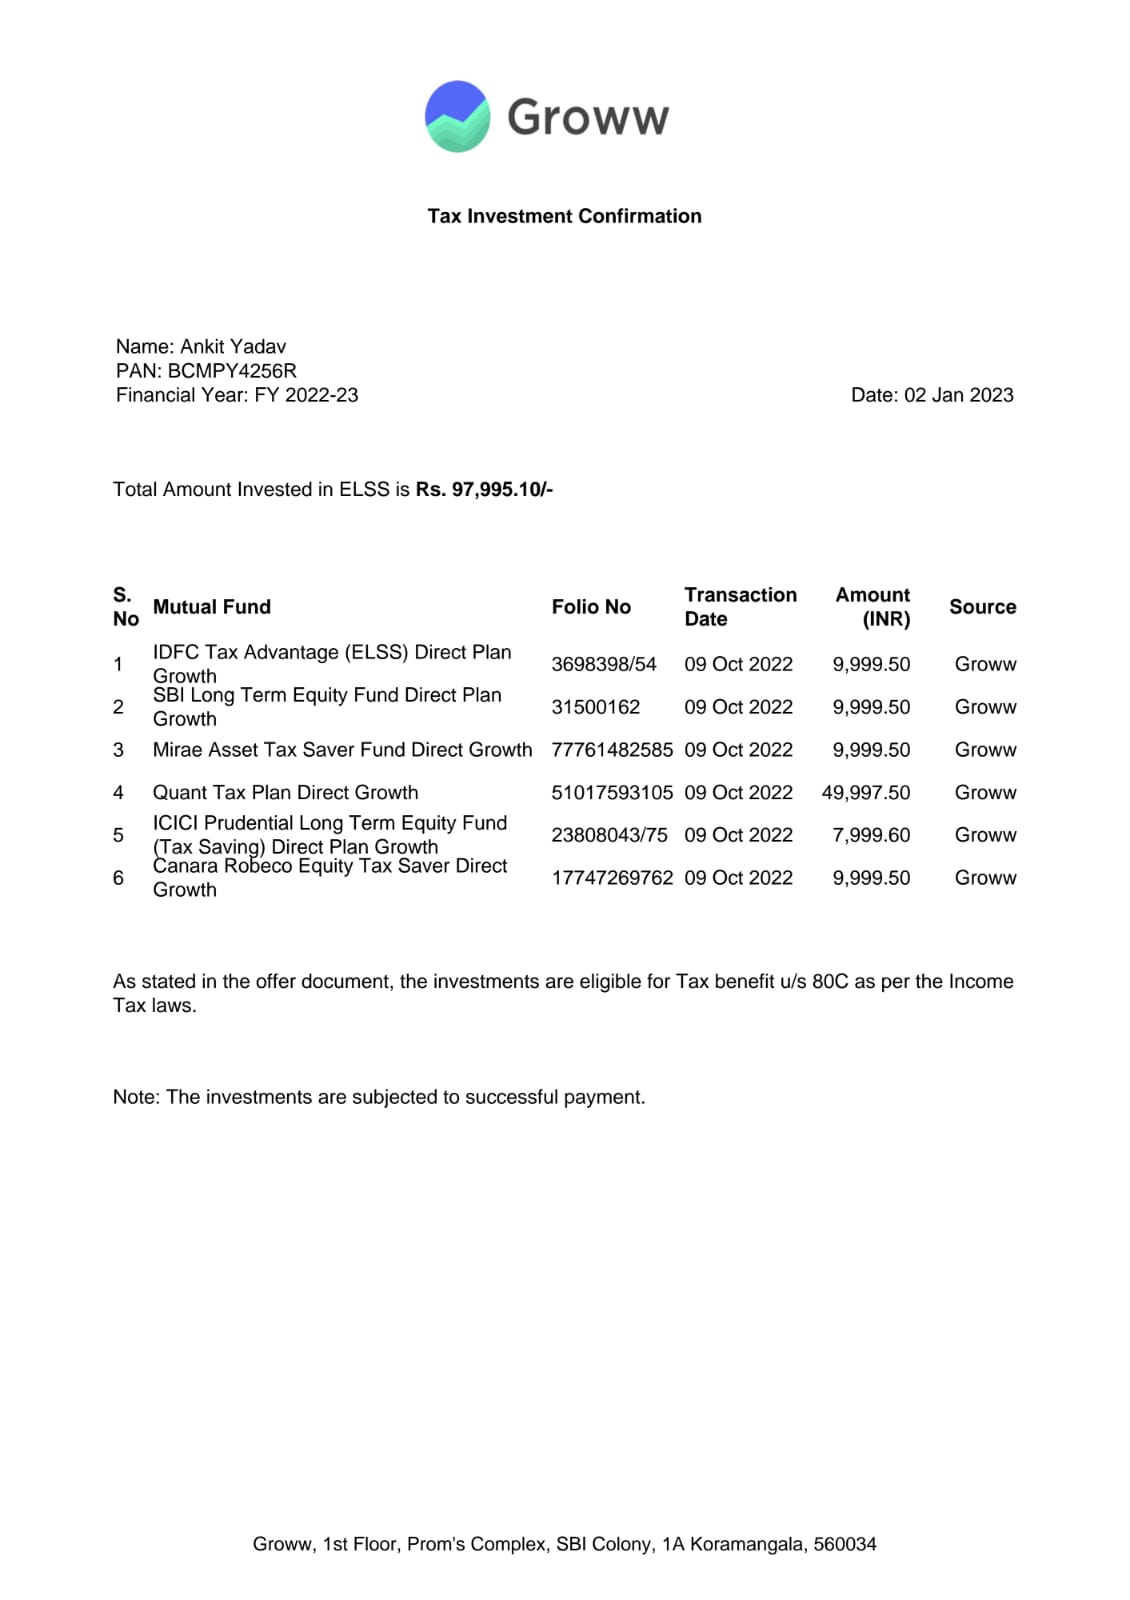 Groww
Tax Investment Confirmation
Name: Ankit Yadav
PAN: BCMPY4256R
Financial Year: FY 2022-23 Date: 02 Jan 2023
Total Amount Invested in ELSS is Rs. 97,995.10/-
S. No Mutual Fund Folio No Transaction Date Amount (INR) Source
1 IDFC Tax Advantage (ELSS) Direct Plan Growth 3698398/54 09 Oct 2022 9,999.50 Groww
2 SBI Long Term Equity Fund Direct Plan Growth 31500162 09 Oct 2022 9,999.50 Groww
3 Mirae Asset Tax Saver Fund Direct Growth 77761482585 09 Oct 2022 9,999.50 Groww
4 Quant Tax Plan Direct Growth 51017593105 09 Oct 2022 49,997.50 Groww
5 ICICI Prudential Long Term Equity Fund (Tax Saving) Direct Plan Growth 23808043/75 09 Oct 2022 7,999.60 Groww
6 Canara Robeco Equity Tax Saver Direct Growth 17747269762 09 Oct 2022 9,999.50 Groww
As stated in the offer document, the investments are eligible for Tax benefit u/s 80C as per the Income
Tax laws.
Note: The investments are subjected to successful payment.
Groww, 1st Floor, Prom's Complex, SBI Colony, 1A Koramangala, 560034